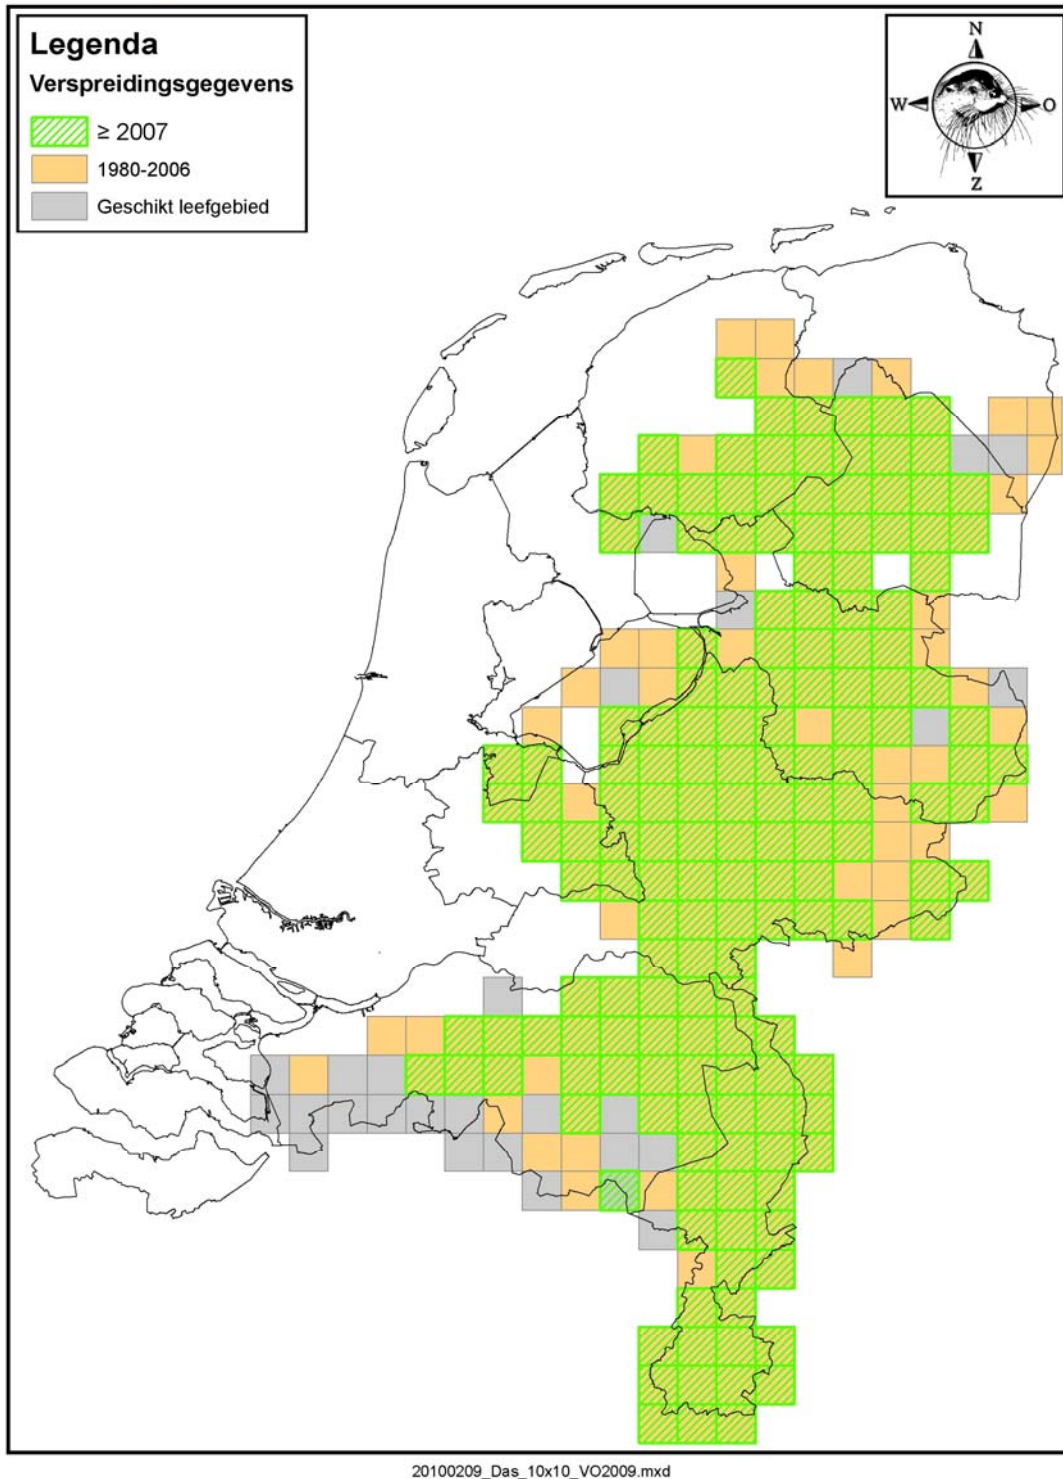 Legenda
Verspreidingsgegevens
≥ 2007
1980-2006
Geschikt leefgebied
N
W O
Z
20100209_Das_10x10_VO2009.mxd